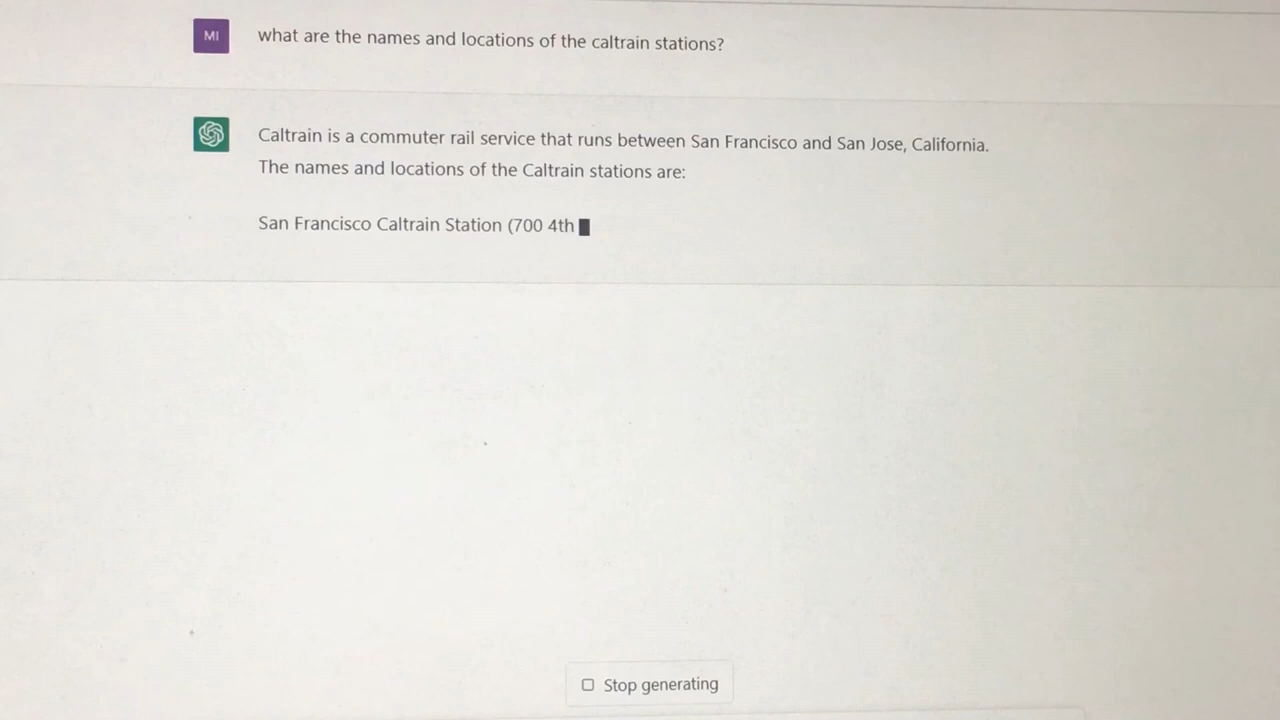 MI
what are the names and locations of the caltrain stations?
Caltrain is a commuter rail service that runs between San Francisco and San Jose, California.
The names and locations of the Caltrain stations are:
San Francisco Caltrain Station (700 4th
Stop generating